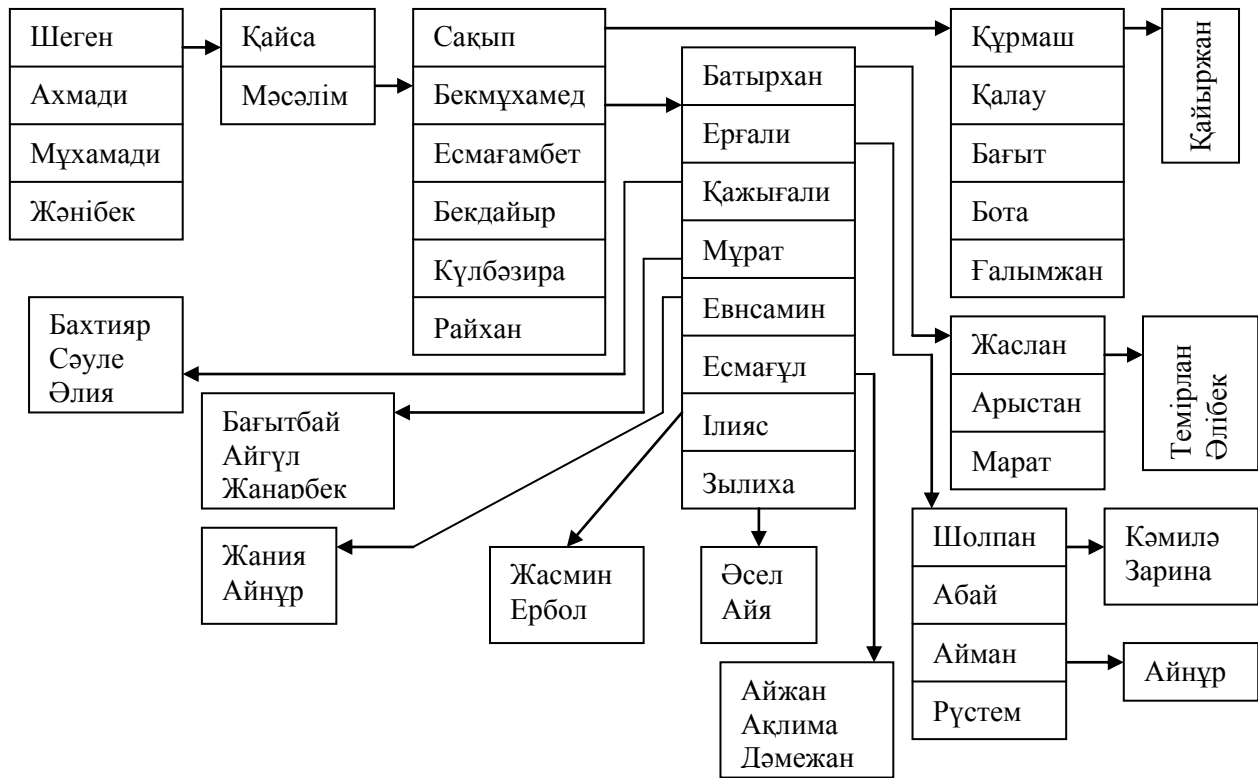 Шеген
Ахмади
Мұхамади
Жәнібек
Қайса
Мәсәлім
Сақып
Бекмұхамед
Есмағамбет
Бекдайыр
Күлбәзира
Райхан
Батырхан
Ерғали
Қажығали
Мұрат
Евнсамин
Есмағұл
Ілияс
Зылиха
Құрмаш
Қалау
Бағыт
Бота
Ғалымжан
Қайыржан
Жаслан
Арыстан
Марат
Темірлан
Әлібек
Бахтияр
Сәуле
Әлия
Бағытбай
Айгүл
Жанарбек
Жания
Айнұр
Жасмин
Ербол
Әсел
Айя
Айжан
Ақлима
Дәмежан
Шолпан
Абай
Айман
Рүстем
Кәмилә
Зарина
Айнұр